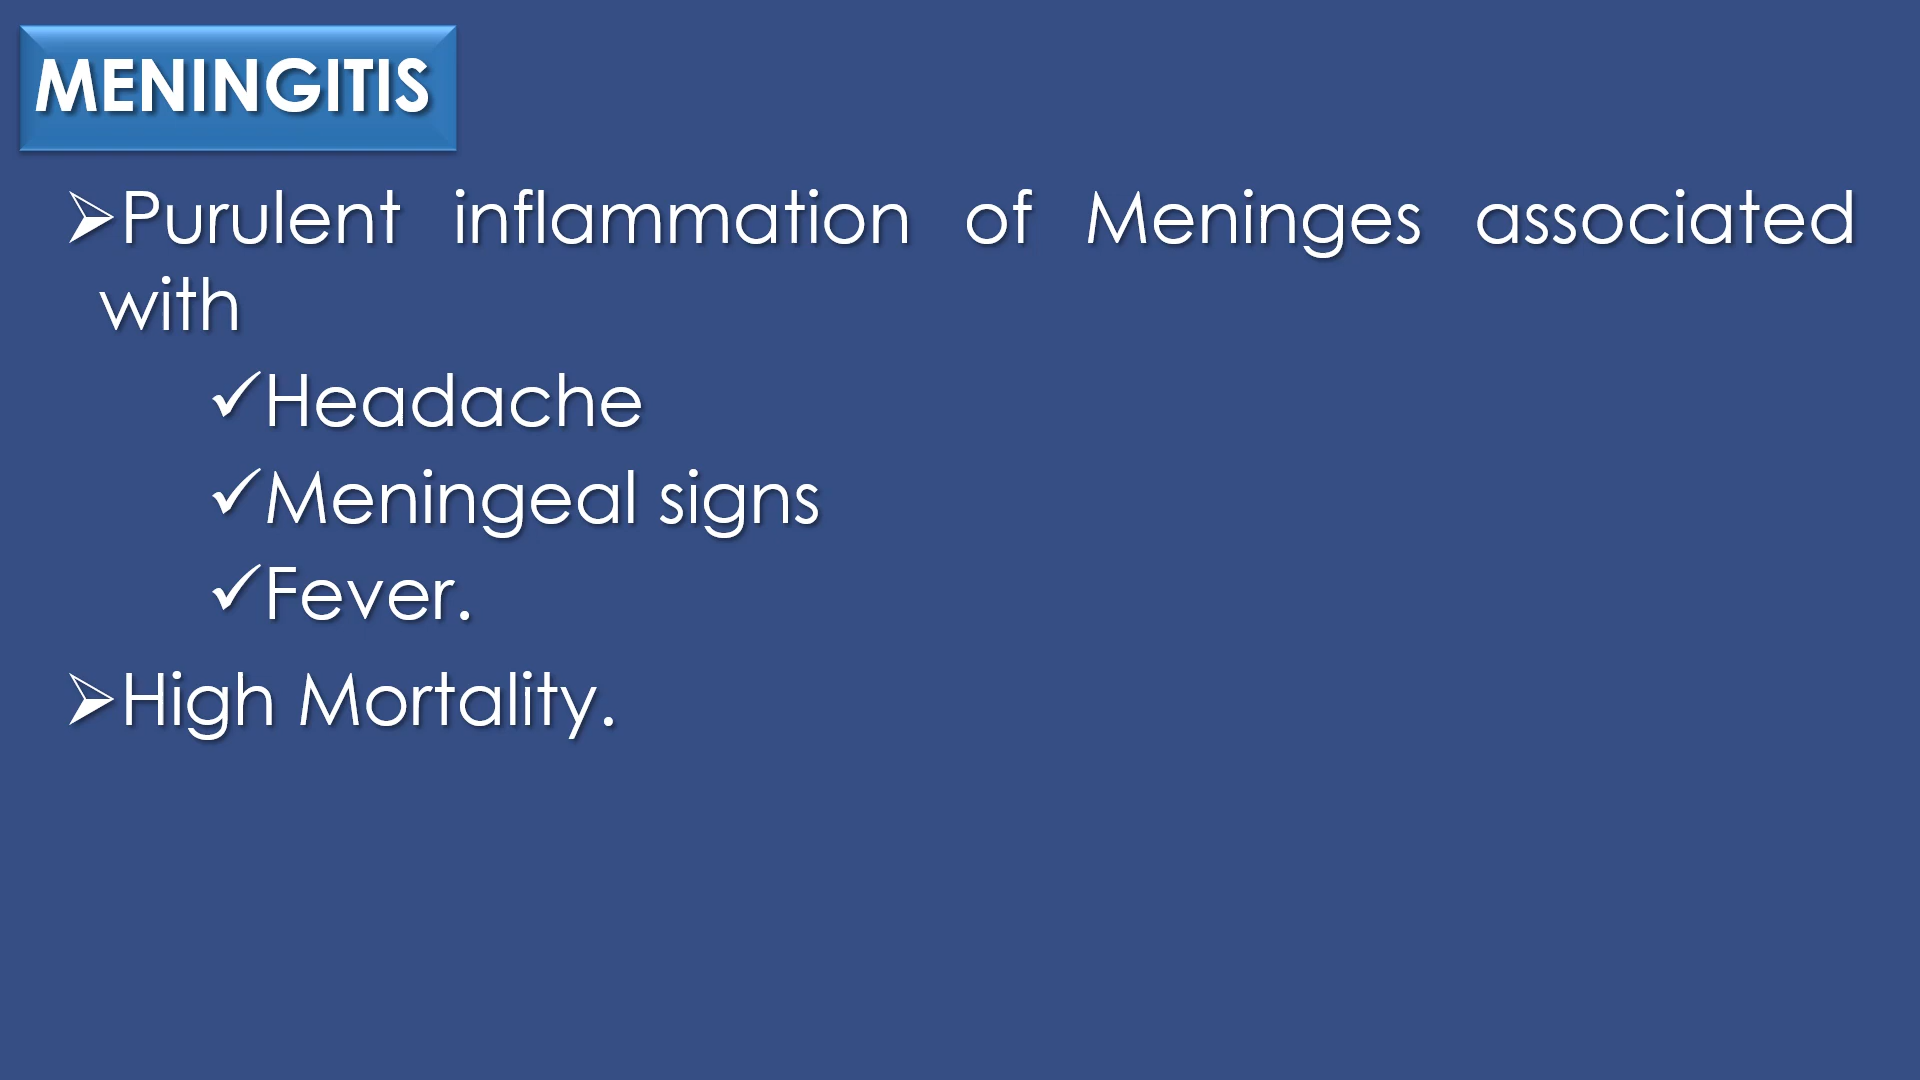 MENINGITIS
➢Purulent inflammation of Meninges associated
with
✓Headache
✓Meningeal signs
✓Fever.
➢High Mortality.